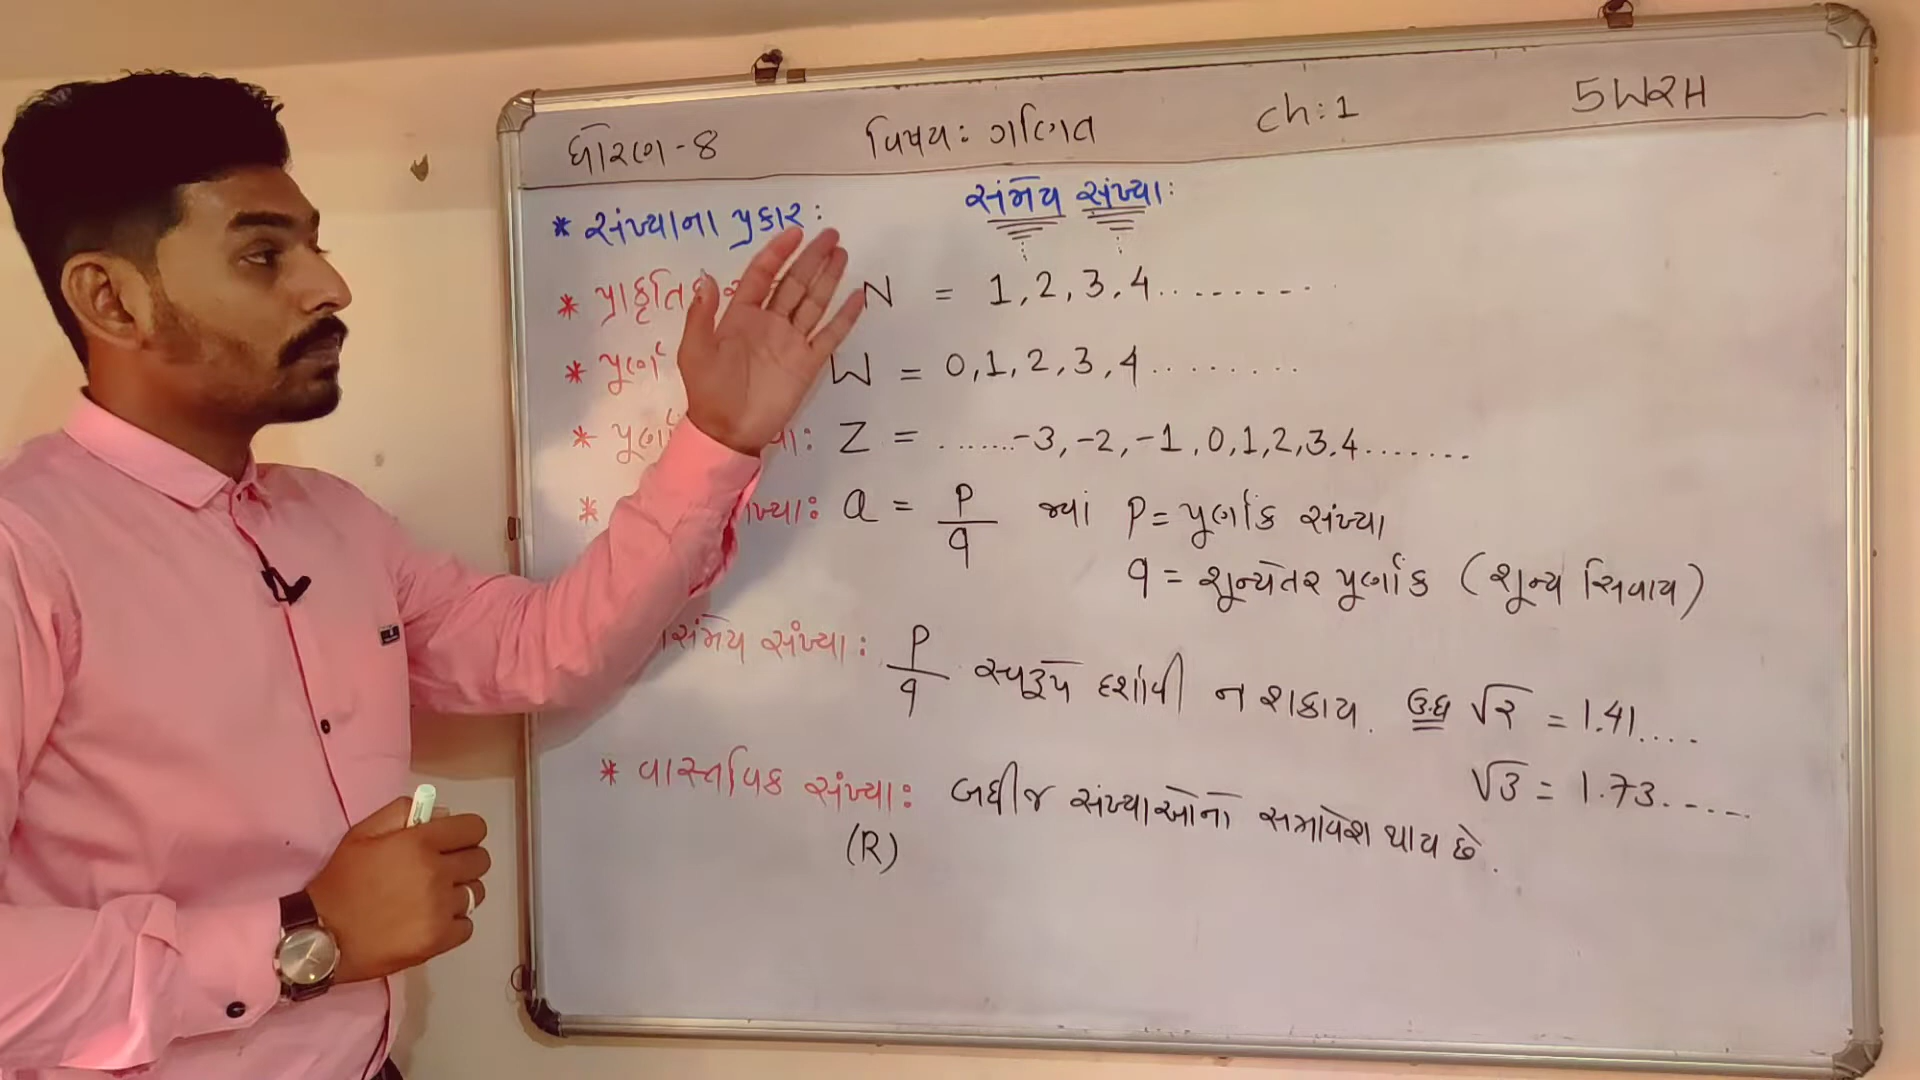 ધોરણ-8 વિષય: ગણિત ch:1 5W2H
સંમેય સંખ્યા:
* સંખ્યાના પ્રકાર:
* પ્રાકૃતિક N = 1,2,3,4.........
* પૂર્ણ W = 0,1,2,3,4........
* Z = .......-3,-2,-1,0,1,2,3,4.......
* Q = p/q જ્યાં p = પૂર્ણાંક સંખ્યા
q = શૂન્યેતર પૂર્ણાંક (શૂન્ય સિવાય)
સંખ્યા: p/q સ્વરૂપે દર્શાવી ન શકાય. ઉ.દા √2 = 1.41....
√3 = 1.73.....
* વાસ્તવિક સંખ્યા: બધીજ સંખ્યાઓનો સમાવેશ થાય છે.
(R)